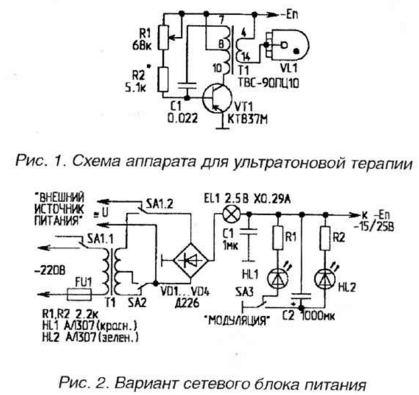 -Eп
R1
68к
7
8
10
4
14
T1
ТВС-90ПЦ10
VL1
R2*
5.1к
C1
0.022
VT1
КТ837М
Рис. 1. Схема аппарата для ультратоновой терапии
"ВНЕШНИЙ
ИСТОЧНИК
ПИТАНИЯ"
= U
SA1.2
EL1 2.5В X0.29А
к -Eп
-15/25В
SA1.1
C1
1мк
R1
R2
~220В
FU1
T1
SA2
VD1...VD4
Д226
HL1
HL2
SA3
"МОДУЛЯЦИЯ"
C2 1000мк
+
R1,R2 2.2к
HL1 АЛ307(красн.)
HL2 АЛ307(зелен.)
Рис. 2. Вариант сетевого блока питания